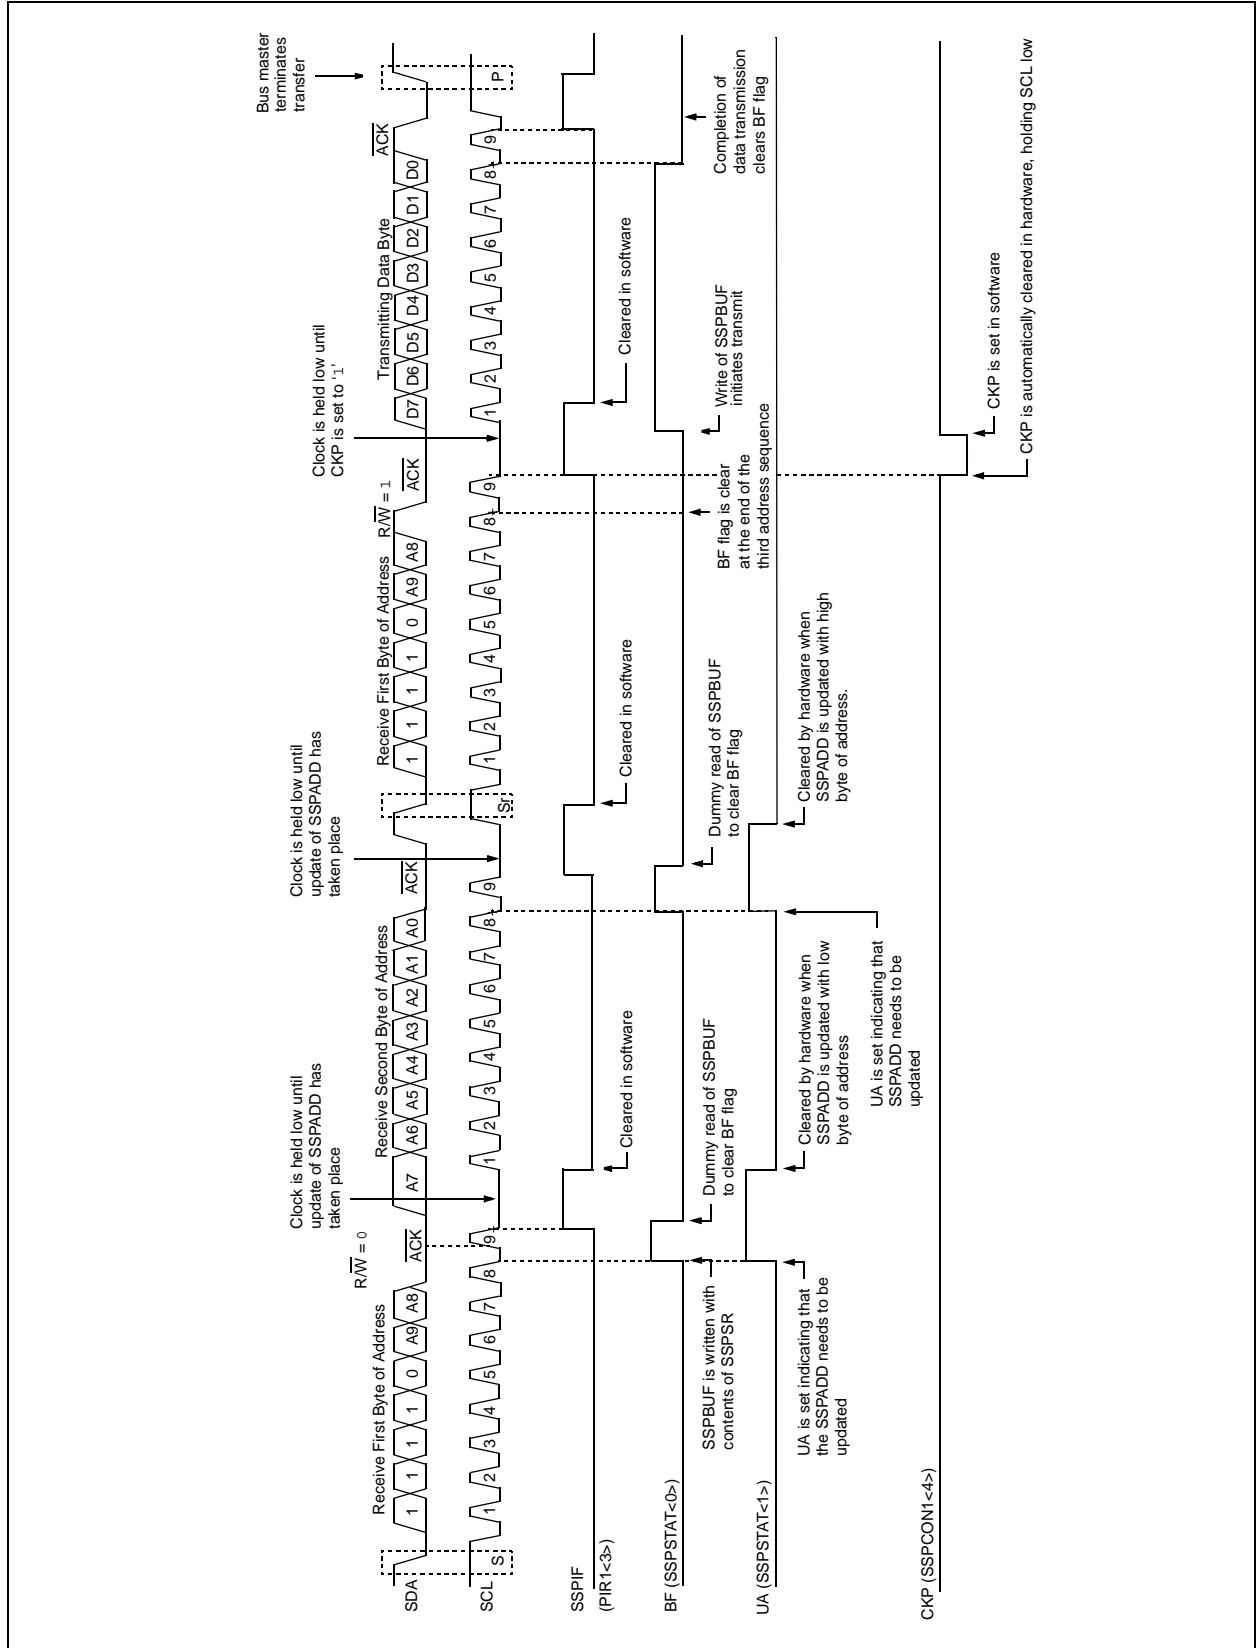 Bus master
terminates
transfer
Clock is held low until
update of SSPADD has
taken place
Clock is held low until
update of SSPADD has
taken place
Clock is held low until
CKP is set to ‘1’
R/W = 0
R/W = 1
Receive First Byte of Address
ACK
Receive Second Byte of Address
ACK
Receive First Byte of Address
ACK
Transmitting Data Byte
ACK
SDA
1 1 1 1 0 A9 A8 A7 A6 A5 A4 A3 A2 A1 A0 1 1 1 1 0 A9 A8 D7 D6 D5 D4 D3 D2 D1 D0
SCL
S 1 2 3 4 5 6 7 8 9 1 2 3 4 5 6 7 8 9 Sr 1 2 3 4 5 6 7 8 9 1 2 3 4 5 6 7 8 9 P
SSPIF
(PIR1<3>)
Cleared in software
Cleared in software
Cleared in software
BF (SSPSTAT<0>)
SSPBUF is written with
contents of SSPSR
Dummy read of SSPBUF
to clear BF flag
Dummy read of SSPBUF
to clear BF flag
BF flag is clear
at the end of the
third address sequence
Write of SSPBUF
initiates transmit
Completion of
data transmission
clears BF flag
UA (SSPSTAT<1>)
UA is set indicating that
the SSPADD needs to be
updated
Cleared by hardware when
SSPADD is updated with low
byte of address
UA is set indicating that
SSPADD needs to be
updated
Cleared by hardware when
SSPADD is updated with high
byte of address.
CKP (SSPCON1<4>)
CKP is set in software
CKP is automatically cleared in hardware, holding SCL low